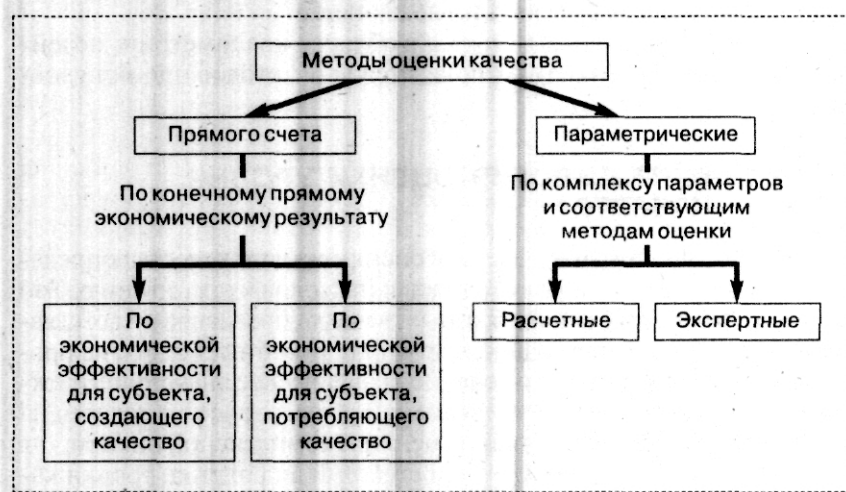 Методы оценки качества
Прямого счета
Параметрические
По конечному прямому
экономическому результату
По комплексу параметров
и соответствующим
методам оценки
По
экономической
эффективности
для субъекта,
создающего
качество
По
экономической
эффективности
для субъекта,
потребляющего
качество
Расчетные
Экспертные